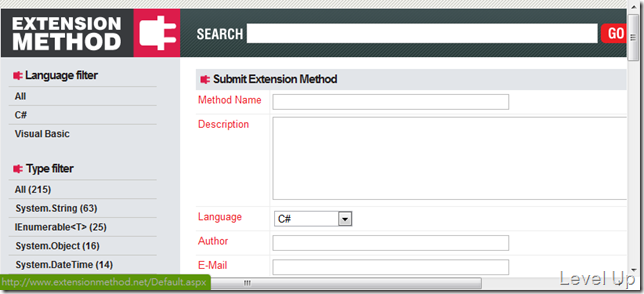 EXTENSION
METHOD
SEARCH
GO
Language filter
All
C#
Visual Basic
Type filter
All (215)
System.String (63)
IEnumerable<T> (25)
System.Object (16)
System.DateTime (14)
Submit Extension Method
Method Name
Description
Language
C#
Author
E-Mail
http://www.extensionmethod.net/Default.aspx
Level Up